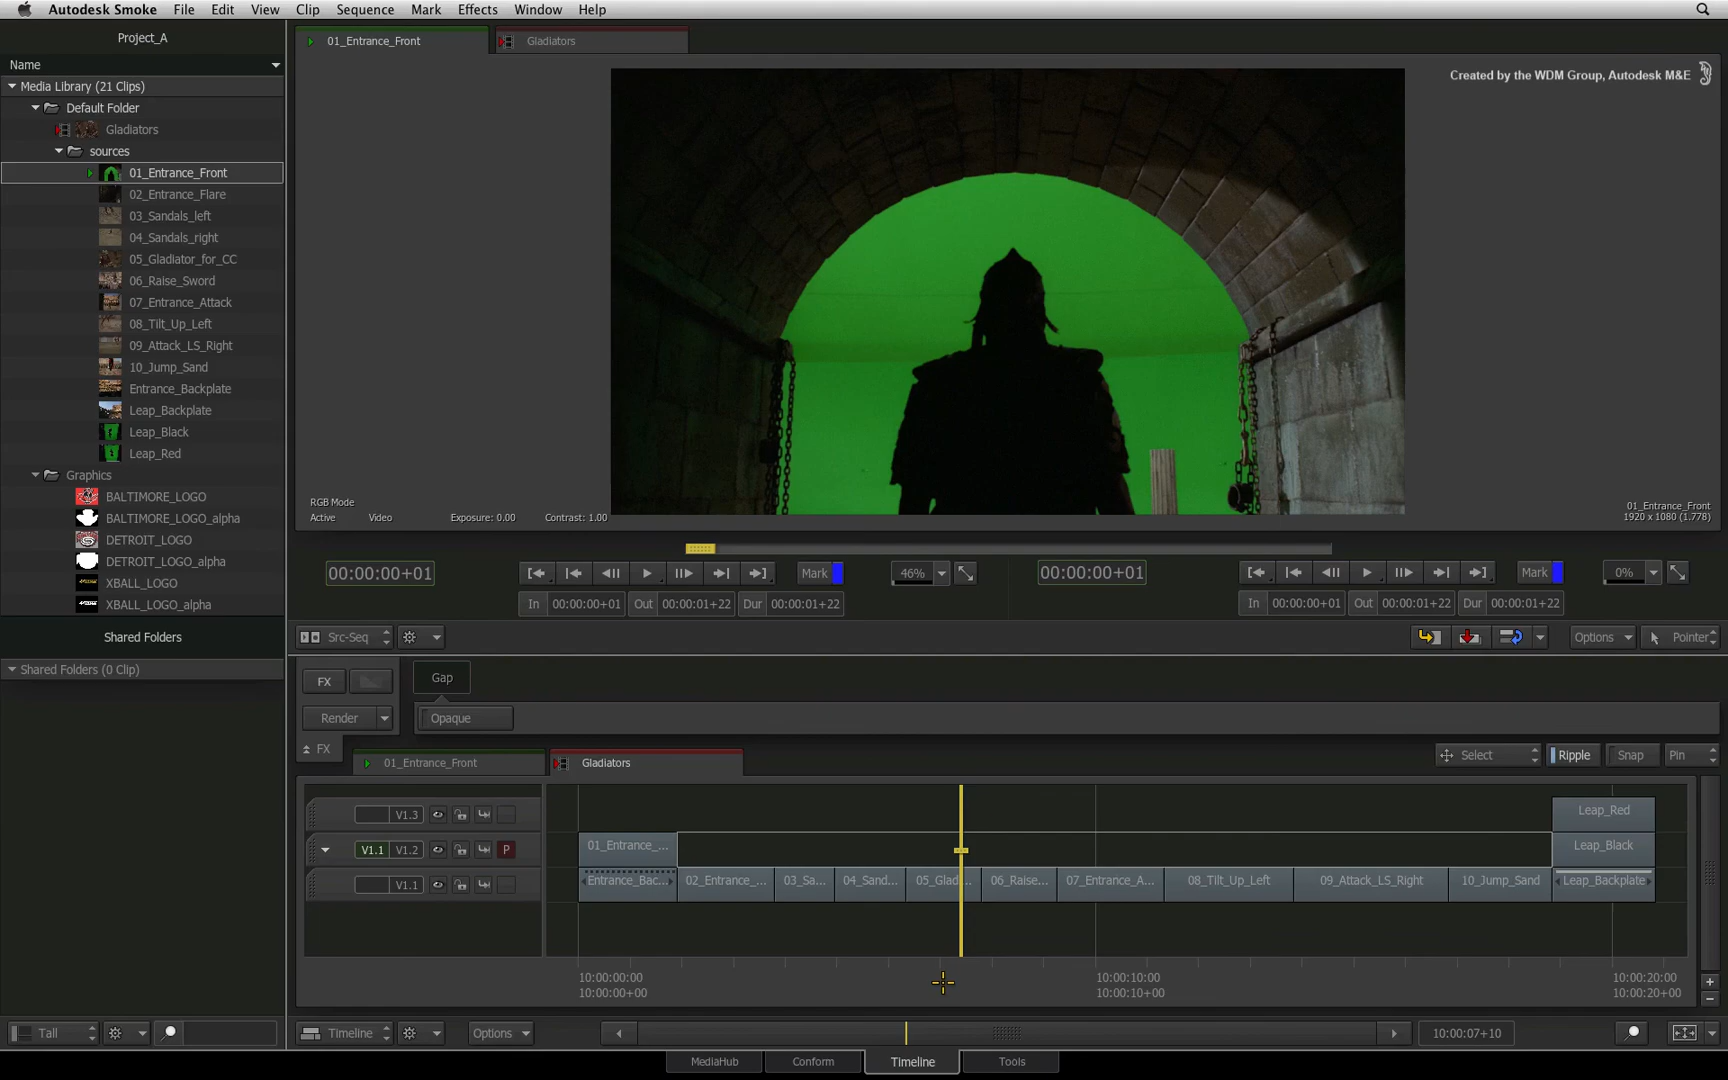 Autodesk Smoke File Edit View Clip Sequence Mark Effects Window Help
Project_A
Name
Media Library (21 Clips)
Default Folder
Gladiators
sources
01_Entrance_Front
02_Entrance_Flare
03_Sandals_left
04_Sandals_right
05_Gladiator_for_CC
06_Raise_Sword
07_Entrance_Attack
08_Tilt_Up_Left
09_Attack_LS_Right
10_Jump_Sand
Entrance_Backplate
Leap_Backplate
Leap_Black
Leap_Red
Graphics
BALTIMORE_LOGO
BALTIMORE_LOGO_alpha
DETROIT_LOGO
DETROIT_LOGO_alpha
XBALL_LOGO
XBALL_LOGO_alpha
Shared Folders
Shared Folders (0 Clip)
Tall
01_Entrance_Front Gladiators
Created by the WDM Group, Autodesk M&E
RGB Mode
Active Video Exposure: 0.00 Contrast: 1.00
01_Entrance_Front
1920 x 1080 (1.778)
00:00:00+01 Mark 46% 00:00:00+01 Mark 0%
In 00:00:00+01 Out 00:00:01+22 Dur 00:00:01+22 In 00:00:00+01 Out 00:00:01+22 Dur 00:00:01+22
Src-Seq Options Pointer
FX Gap
Render Opaque
FX 01_Entrance_Front Gladiators Select Ripple Snap Pin
V1.3 Leap_Red
V1.1 V1.2 P 01_Entrance_... Leap_Black
V1.1 Entrance_Bac... 02_Entrance_... 03_Sa... 04_Sand... 05_Glad... 06_Raise... 07_Entrance_A... 08_Tilt_Up_Left 09_Attack_LS_Right 10_Jump_Sand Leap_Backplate
10:00:00:00 10:00:10:00 10:00:20:00
10:00:00+00 10:00:10+00 10:00:20+00
Timeline Options 10:00:07+10
MediaHub Conform Timeline Tools